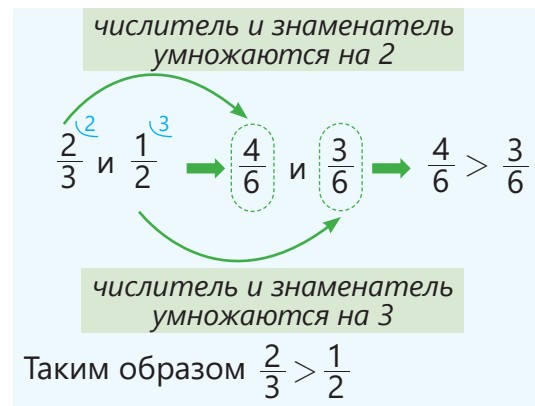 числитель и знаменатель
умножаются на 2
2/3 ⁲ и 1/2 ³ → 4/6 и 3/6 → 4/6 > 3/6
числитель и знаменатель
умножаются на 3
Таким образом 2/3 > 1/2